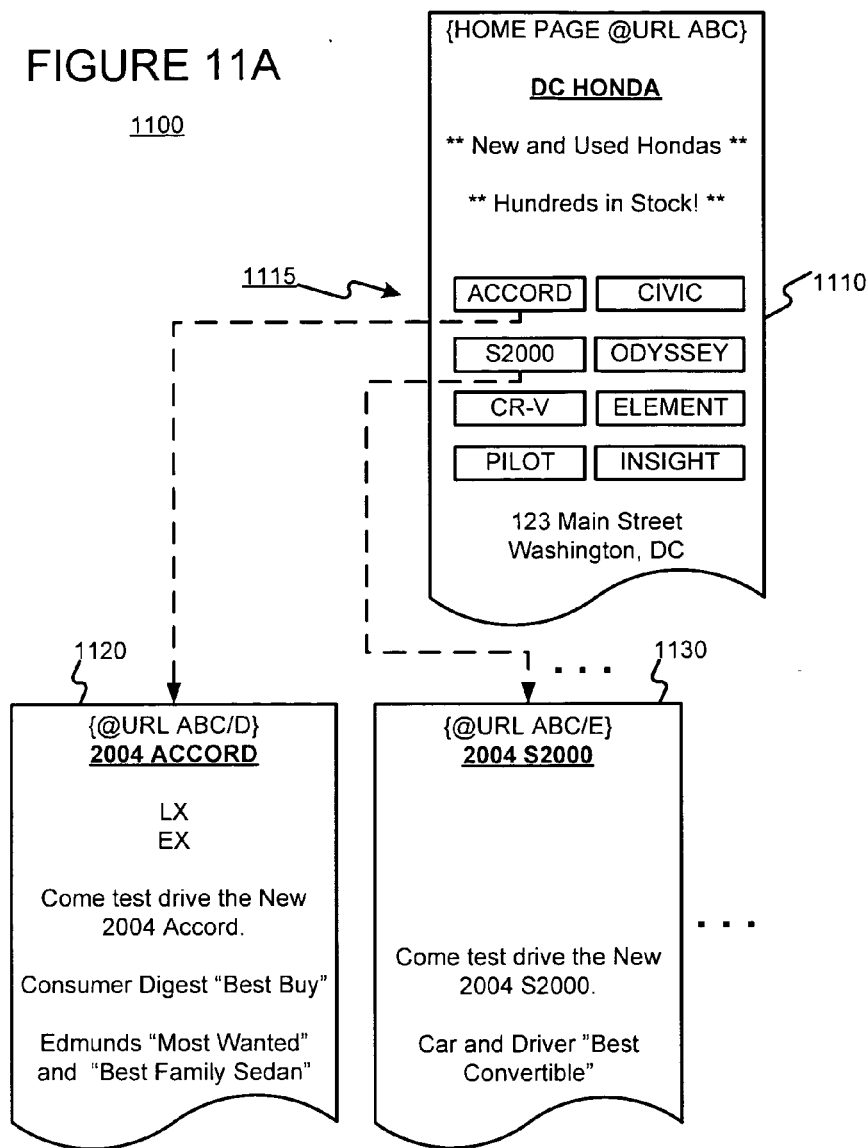 FIGURE 11A
1100
{HOME PAGE @URL ABC}
DC HONDA
** New and Used Hondas **
** Hundreds in Stock! **
1115
1110
ACCORD CIVIC
S2000 ODYSSEY
CR-V ELEMENT
PILOT INSIGHT
123 Main Street
Washington, DC
1120
{@URL ABC/D}
2004 ACCORD
LX
EX
Come test drive the New
2004 Accord.
Consumer Digest “Best Buy”
Edmunds “Most Wanted”
and “Best Family Sedan”
. . .
1130
{@URL ABC/E}
2004 S2000
Come test drive the New
2004 S2000.
Car and Driver ”Best
Convertible”
. . .